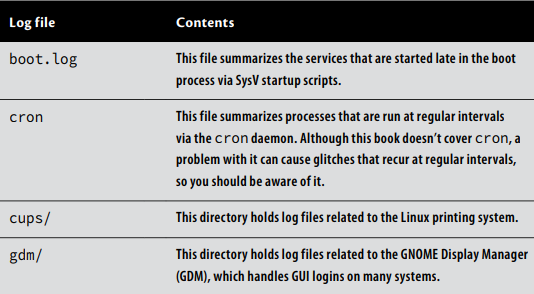 Log file Contents
boot.log This file summarizes the services that are started late in the boot
process via SysV startup scripts.
cron This file summarizes processes that are run at regular intervals
via the cron daemon. Although this book doesn't cover cron, a
problem with it can cause glitches that recur at regular intervals,
so you should be aware of it.
cups/ This directory holds log files related to the Linux printing system.
gdm/ This directory holds log files related to the GNOME Display Manager
(GDM), which handles GUI logins on many systems.